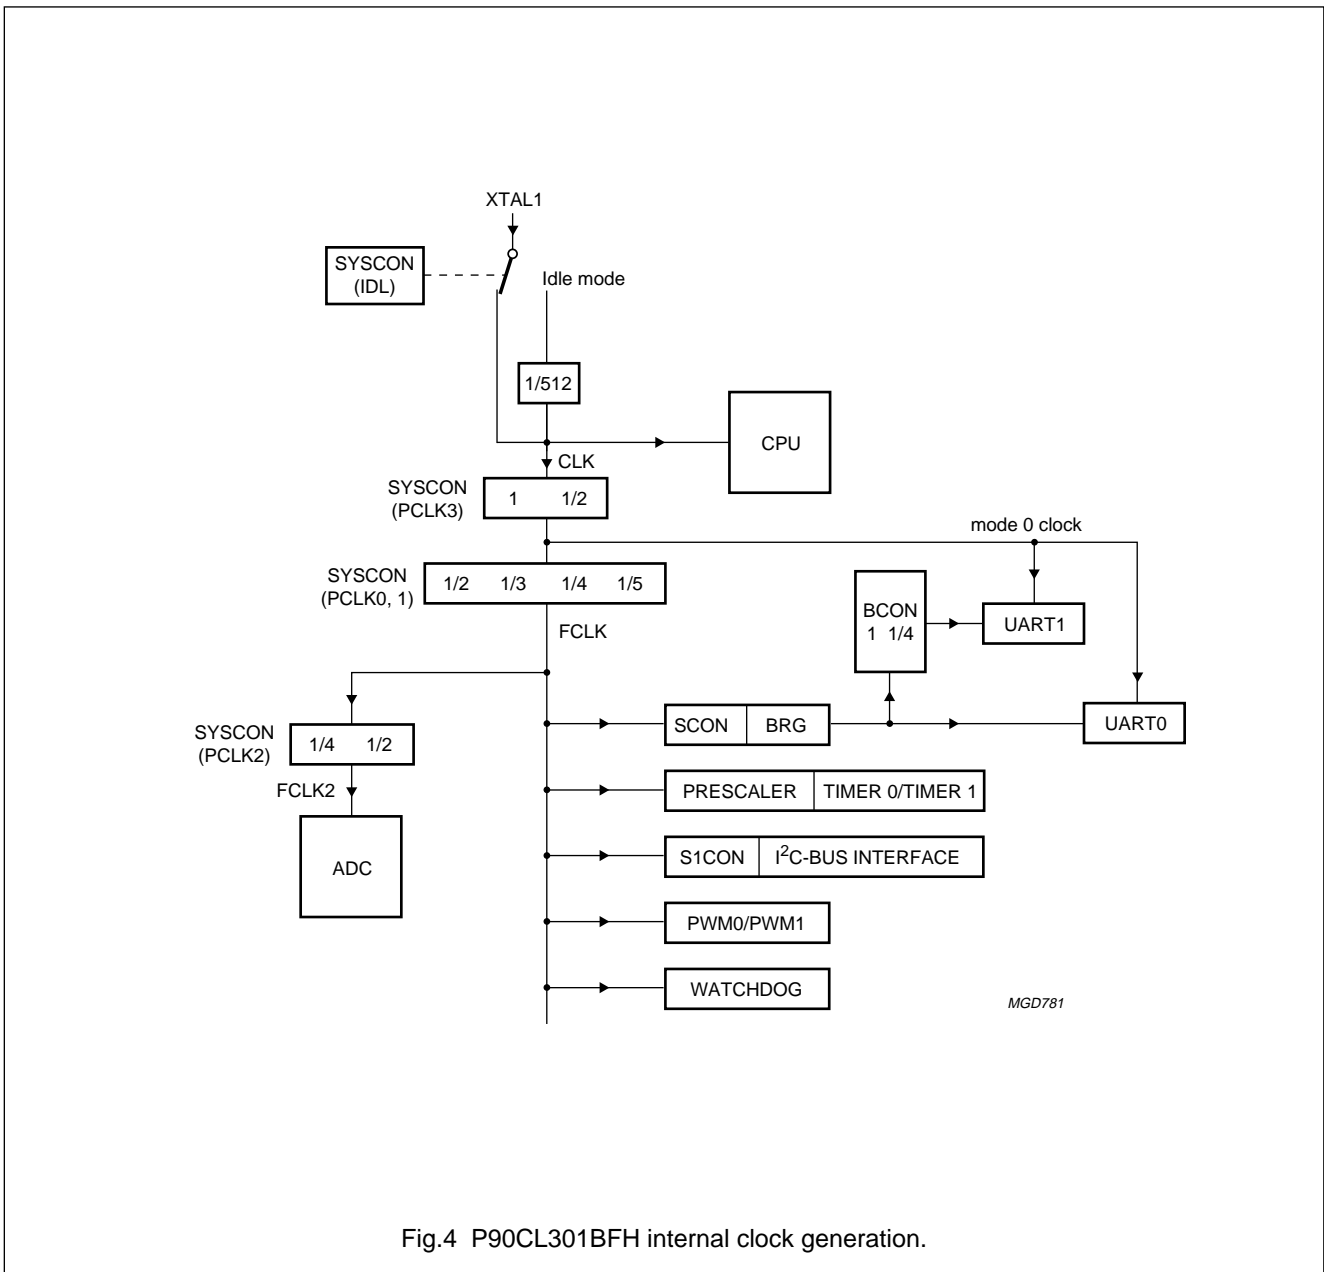 XTAL1
SYSCON
(IDL)
Idle mode
1/512
CPU
CLK
SYSCON
(PCLK3)
1 1/2
mode 0 clock
SYSCON
(PCLK0, 1)
1/2 1/3 1/4 1/5
BCON
1 1/4
UART1
FCLK
SYSCON
(PCLK2)
1/4 1/2
SCON BRG
UART0
FCLK2
PRESCALER TIMER 0/TIMER 1
ADC
S1CON I²C-BUS INTERFACE
PWM0/PWM1
WATCHDOG
MGD781
Fig.4 P90CL301BFH internal clock generation.